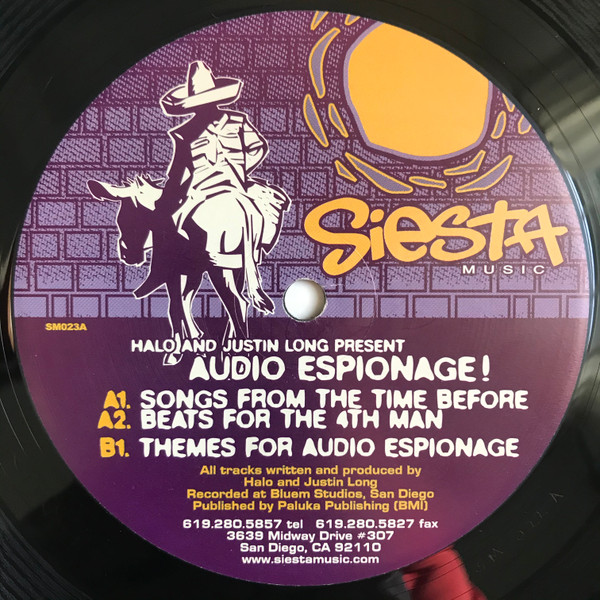 Siesta
MUSIC
SM023A
HALO AND JUSTIN LONG PRESENT
AUDIO ESPIONAGE!
A1. SONGS FROM THE TIME BEFORE
A2. BEATS FOR THE 4TH MAN
B1. THEMES FOR AUDIO ESPIONAGE
All tracks written and produced by
Halo and Justin Long
Recorded at Bluem Studios, San Diego
Published by Paluka Publishing (BMI)
619.280.5857 tel 619.280.5827 fax
3639 Midway Drive #307
San Diego, CA 92110
www.siestamusic.com